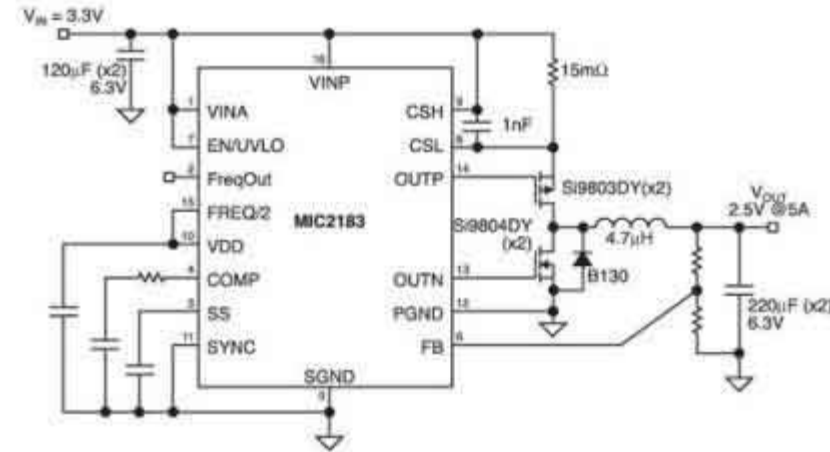 VIN = 3.3V
120µF (x2)
6.3V
16
VINP
1
VINA
7
EN/UVLO
2
FreqOut
15
FREQ/2
10
VDD
4
COMP
3
SS
11
SYNC
MIC2183
SGND
CSH
9
1nF
CSL
8
OUTP
14
15mΩ
Si9803DY(x2)
Si9804DY
(x2)
OUTN
13
B130
PGND
12
FB
6
4.7µH
VOUT
2.5V @5A
220µF (x2)
6.3V